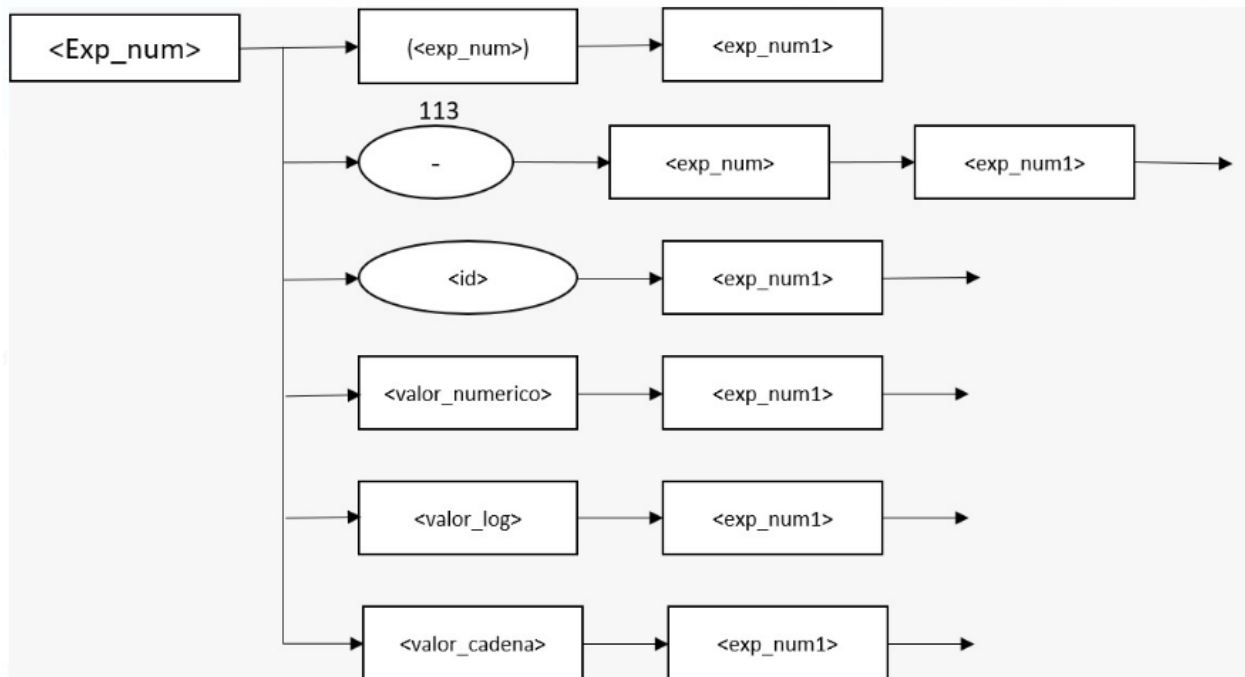 <Exp_num>
(<exp_num>)
<exp_num1>
113
-
<exp_num>
<exp_num1>
<id>
<exp_num1>
<valor_numerico>
<exp_num1>
<valor_log>
<exp_num1>
<valor_cadena>
<exp_num1>